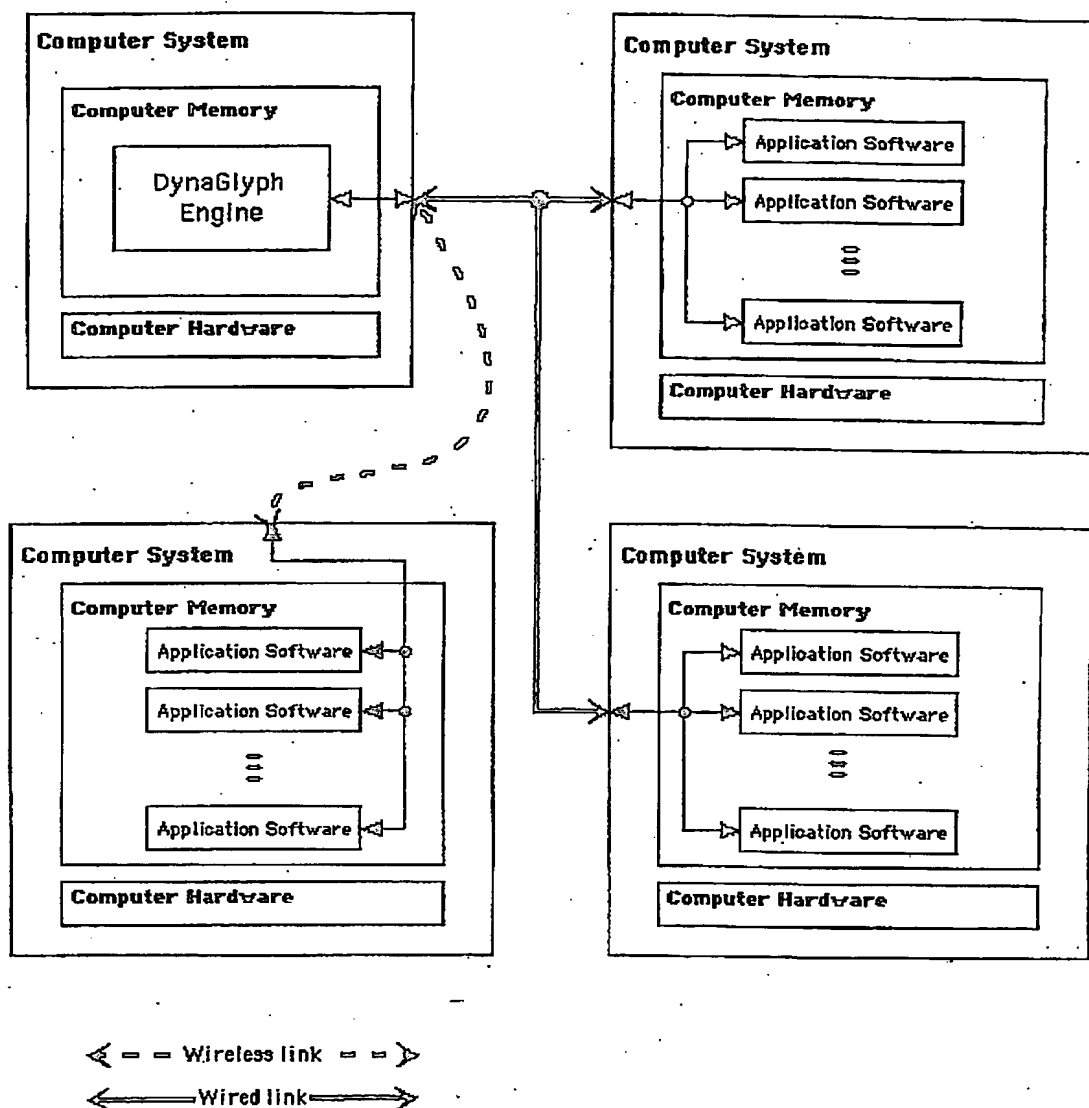 Computer System
Computer Memory
DynaGlyph
Engine
Computer Hardware
Computer System
Computer Memory
Application Software
Application Software
Application Software
Computer Hardware
Computer System
Computer Memory
Application Software
Application Software
Application Software
Computer Hardware
Computer System
Computer Memory
Application Software
Application Software
Application Software
Computer Hardware
Wireless link
Wired link